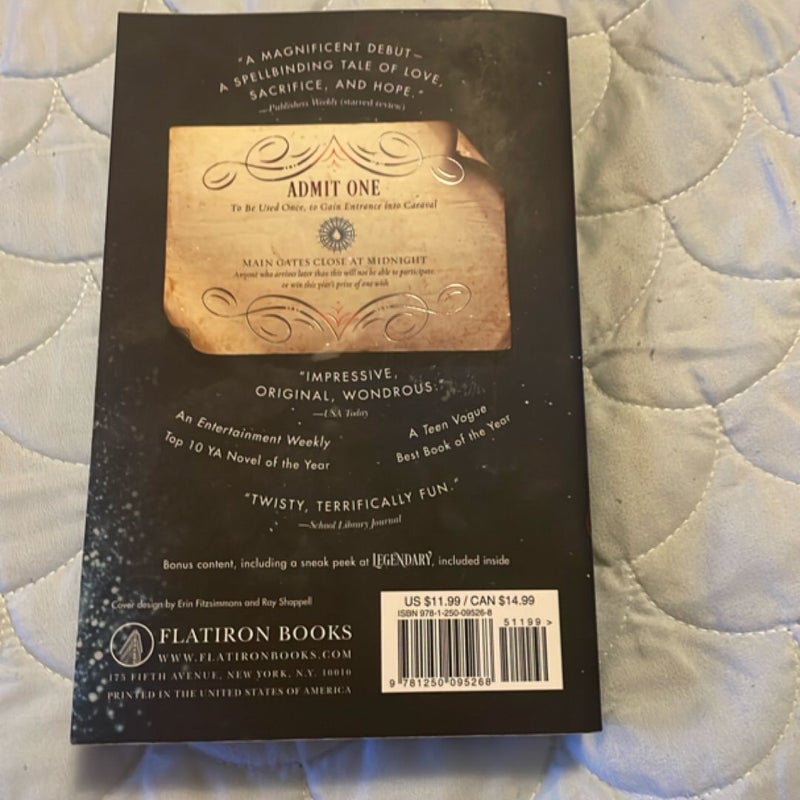 "A MAGNIFICENT DEBUT—
A SPELLBINDING TALE OF LOVE,
SACRIFICE, AND HOPE."
—Publishers Weekly (starred review)
ADMIT ONE
To Be Used Once, to Gain Entrance into Caraval
MAIN GATES CLOSE AT MIDNIGHT
Anyone who arrives later than this will not be able to participate
or win this year's prize of one wish
"IMPRESSIVE,
ORIGINAL, WONDROUS."
—USA Today
An Entertainment Weekly
Top 10 YA Novel of the Year
A Teen Vogue
Best Book of the Year
"TWISTY, TERRIFICALLY FUN."
—School Library Journal
Bonus content, including a sneak peek at LEGENDARY, included inside
Cover design by Erin Fitzsimmons and Ray Shappell
FLATIRON BOOKS
WWW.FLATIRONBOOKS.COM
175 FIFTH AVENUE, NEW YORK, N.Y. 10010
PRINTED IN THE UNITED STATES OF AMERICA
US $11.99 / CAN $14.99
ISBN 978-1-250-09526-8
51199 >
9 781250 095268